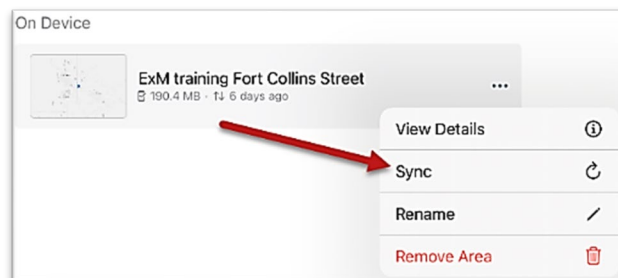 On Device
ExM training Fort Collins Street
190.4 MB · ↑↓ 6 days ago
View Details
Sync
Rename
Remove Area